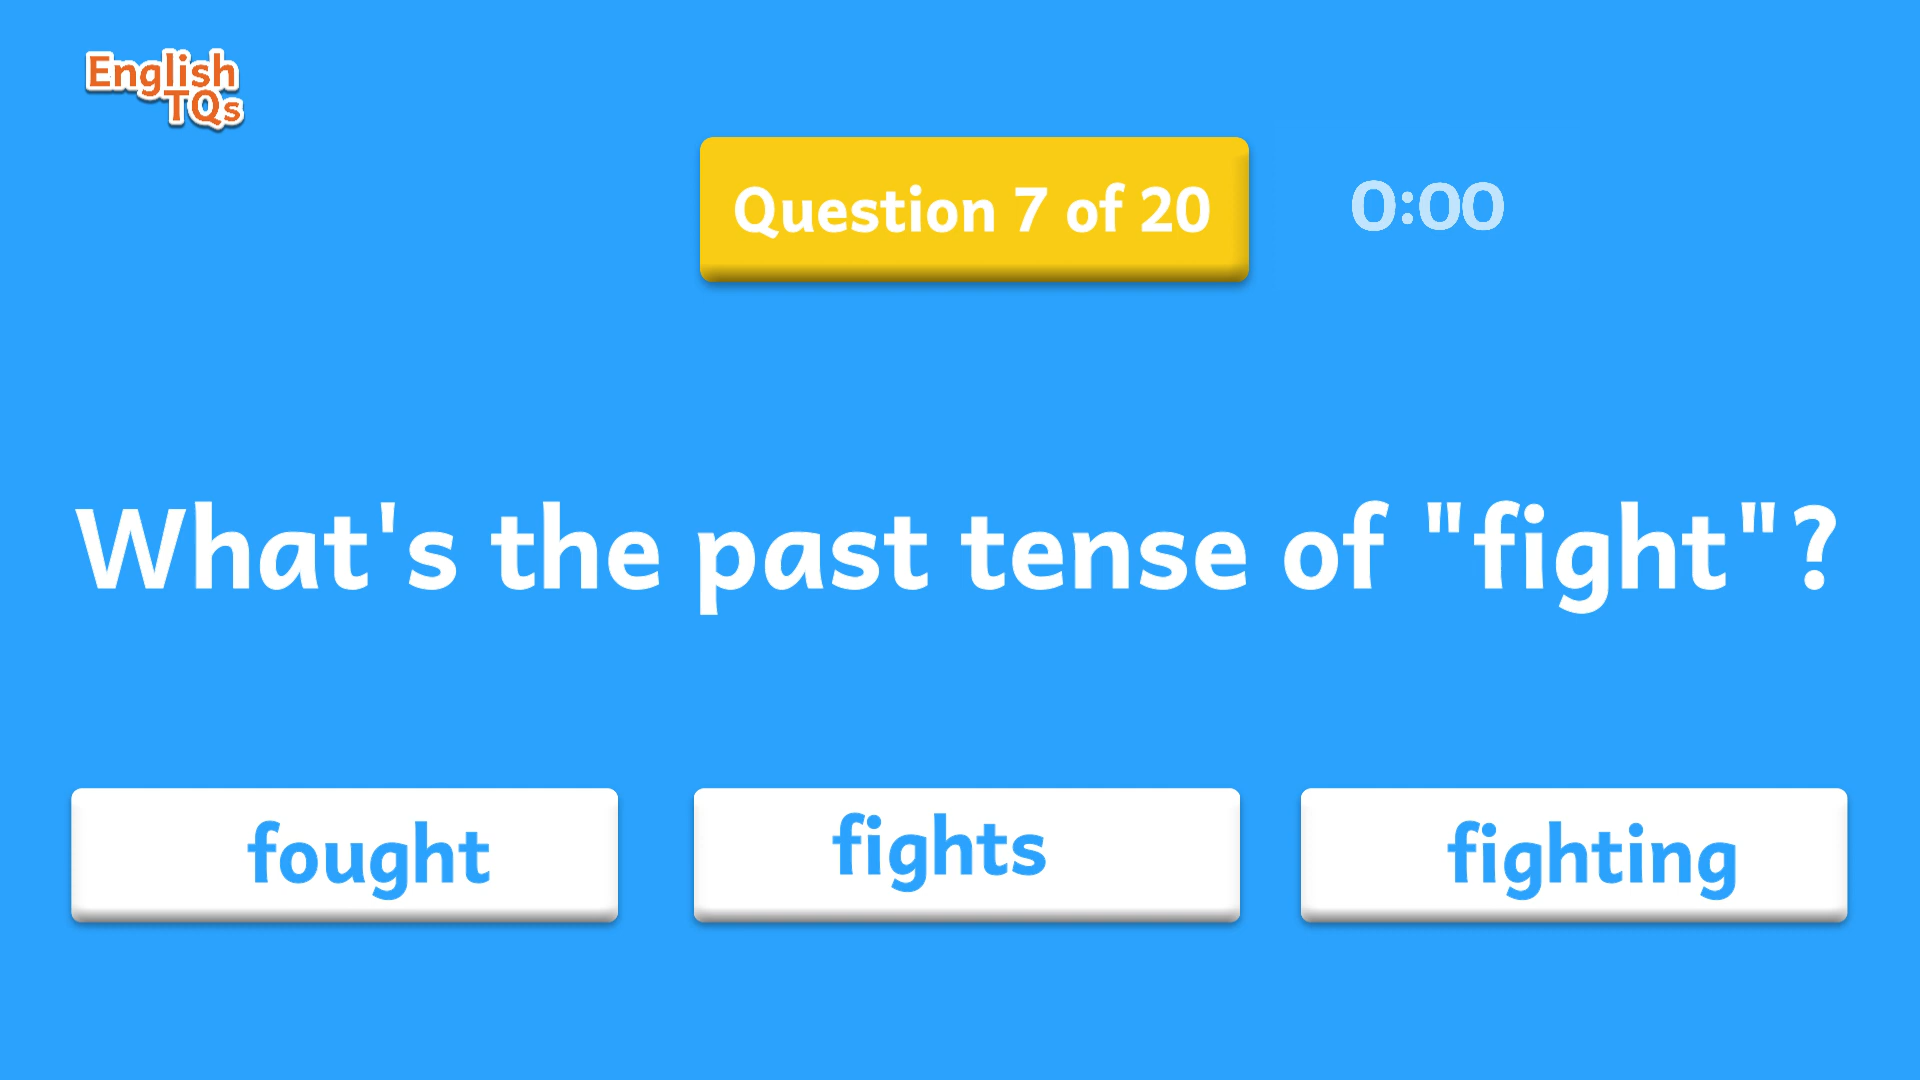 English
TQs
Question 7 of 20
0:00
What's the past tense of "fight"?
fought
fights
fighting